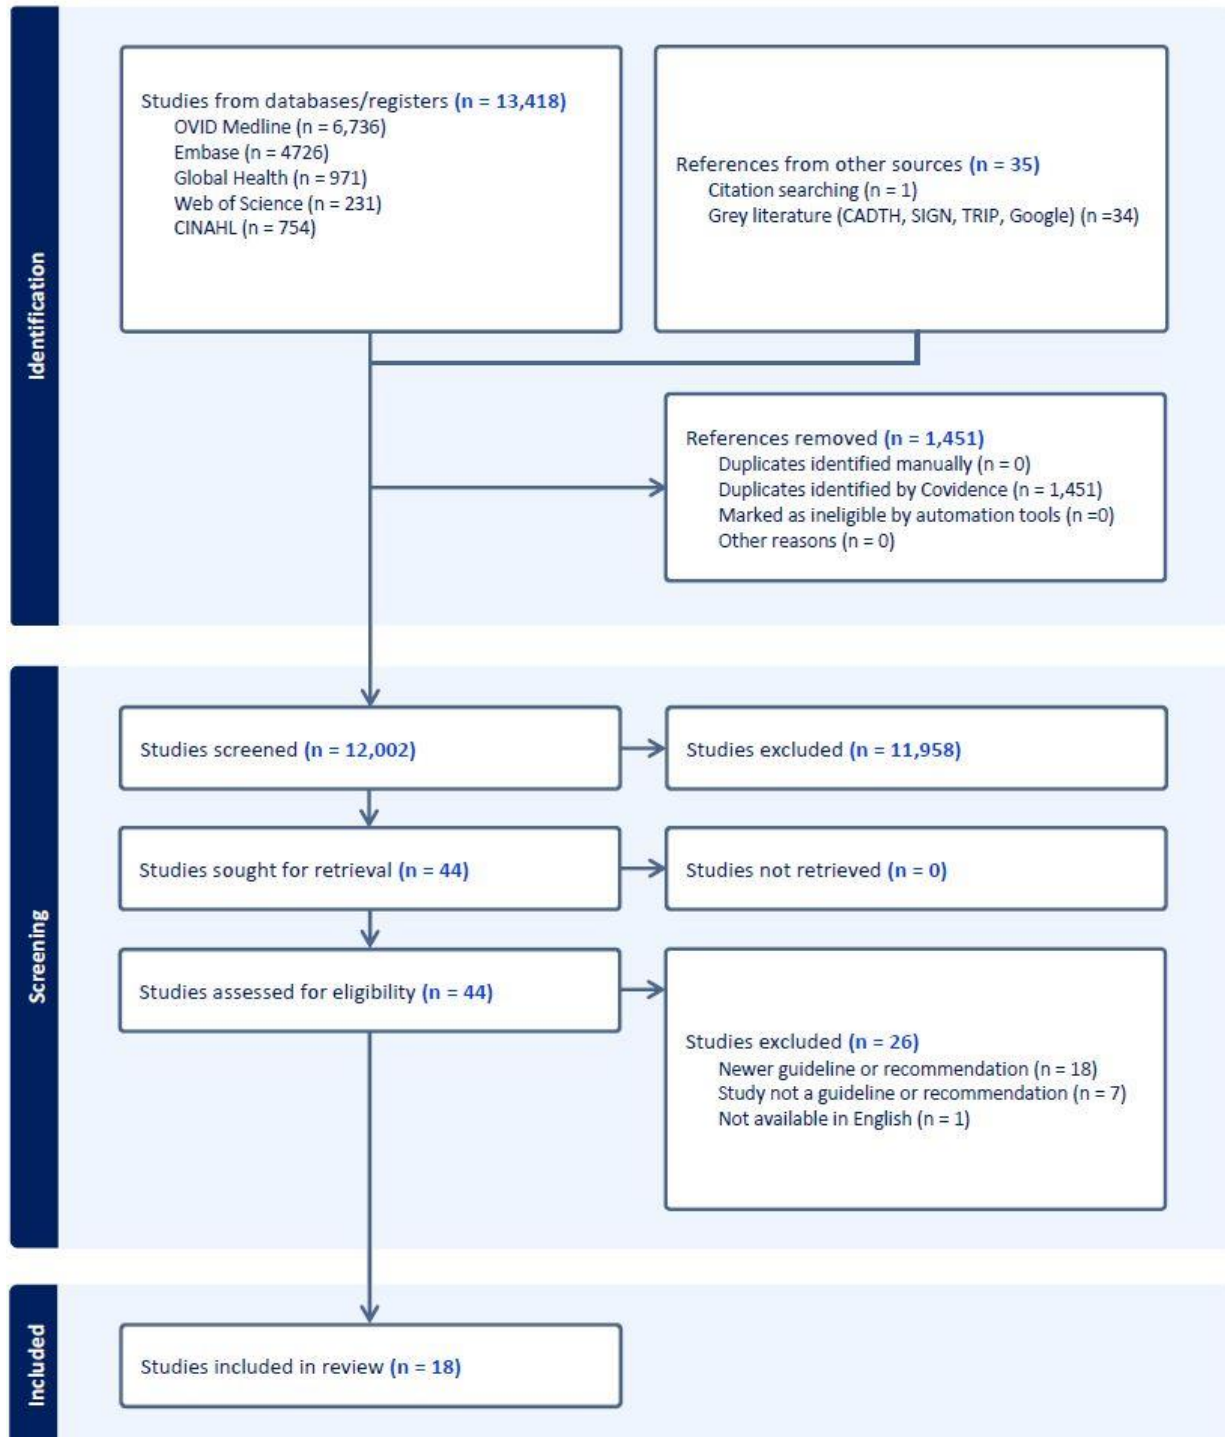 Identification
Studies from databases/registers (n = 13,418)
OVID Medline (n = 6,736)
Embase (n = 4726)
Global Health (n = 971)
Web of Science (n = 231)
CINAHL (n = 754)
References from other sources (n = 35)
Citation searching (n = 1)
Grey literature (CADTH, SIGN, TRIP, Google) (n =34)
References removed (n = 1,451)
Duplicates identified manually (n = 0)
Duplicates identified by Covidence (n = 1,451)
Marked as ineligible by automation tools (n =0)
Other reasons (n = 0)
Screening
Studies screened (n = 12,002)
Studies excluded (n = 11,958)
Studies sought for retrieval (n = 44)
Studies not retrieved (n = 0)
Studies assessed for eligibility (n = 44)
Studies excluded (n = 26)
Newer guideline or recommendation (n = 18)
Study not a guideline or recommendation (n = 7)
Not available in English (n = 1)
Included
Studies included in review (n = 18)